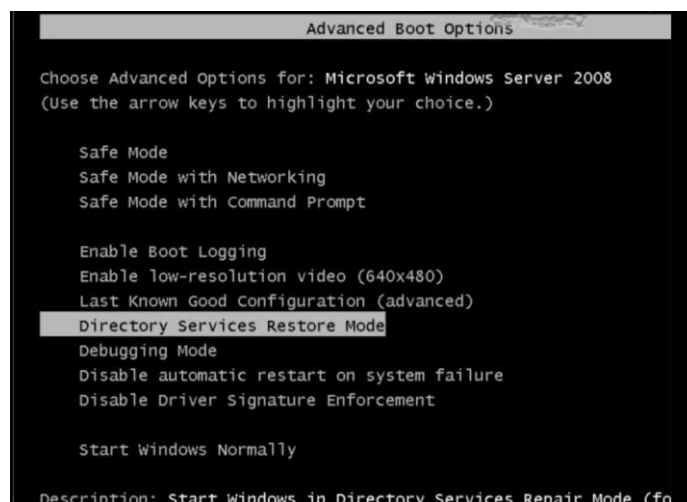 Advanced Boot Options
Choose Advanced Options for: Microsoft Windows Server 2008
(Use the arrow keys to highlight your choice.)
Safe Mode
Safe Mode with Networking
Safe Mode with Command Prompt
Enable Boot Logging
Enable low-resolution video (640x480)
Last Known Good Configuration (advanced)
Directory Services Restore Mode
Debugging Mode
Disable automatic restart on system failure
Disable Driver Signature Enforcement
Start Windows Normally
Description: Start Windows in Directory Services Repair Mode (fo